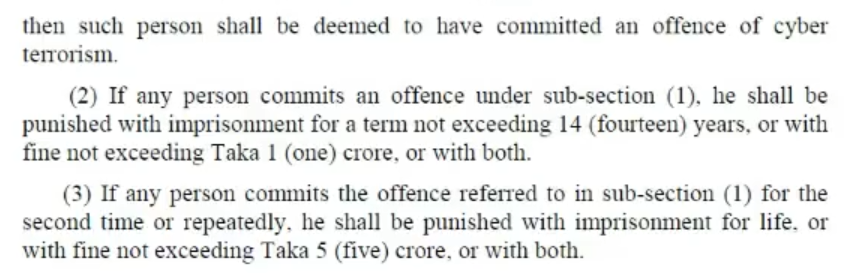 then such person shall be deemed to have committed an offence of cyber
terrorism.
(2) If any person commits an offence under sub-section (1), he shall be
punished with imprisonment for a term not exceeding 14 (fourteen) years, or with
fine not exceeding Taka 1 (one) crore, or with both.
(3) If any person commits the offence referred to in sub-section (1) for the
second time or repeatedly, he shall be punished with imprisonment for life, or
with fine not exceeding Taka 5 (five) crore, or with both.